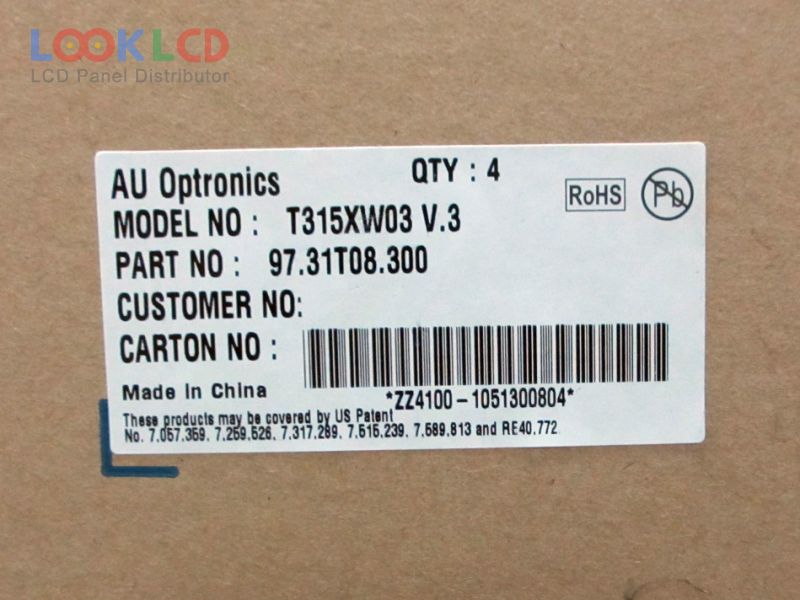 LOOKLCD
LCD Panel Distributor
AU Optronics QTY : 4
MODEL NO : T315XW03 V.3
RoHS
Pb
PART NO : 97.31T08.300
CUSTOMER NO:
CARTON NO :
*ZZ4100-1051300804*
Made in China
These products may be covered by US Patent
No. 7,057,359, 7,259,526, 7,317,289, 7,515,239, 7,589,813 and RE40,772